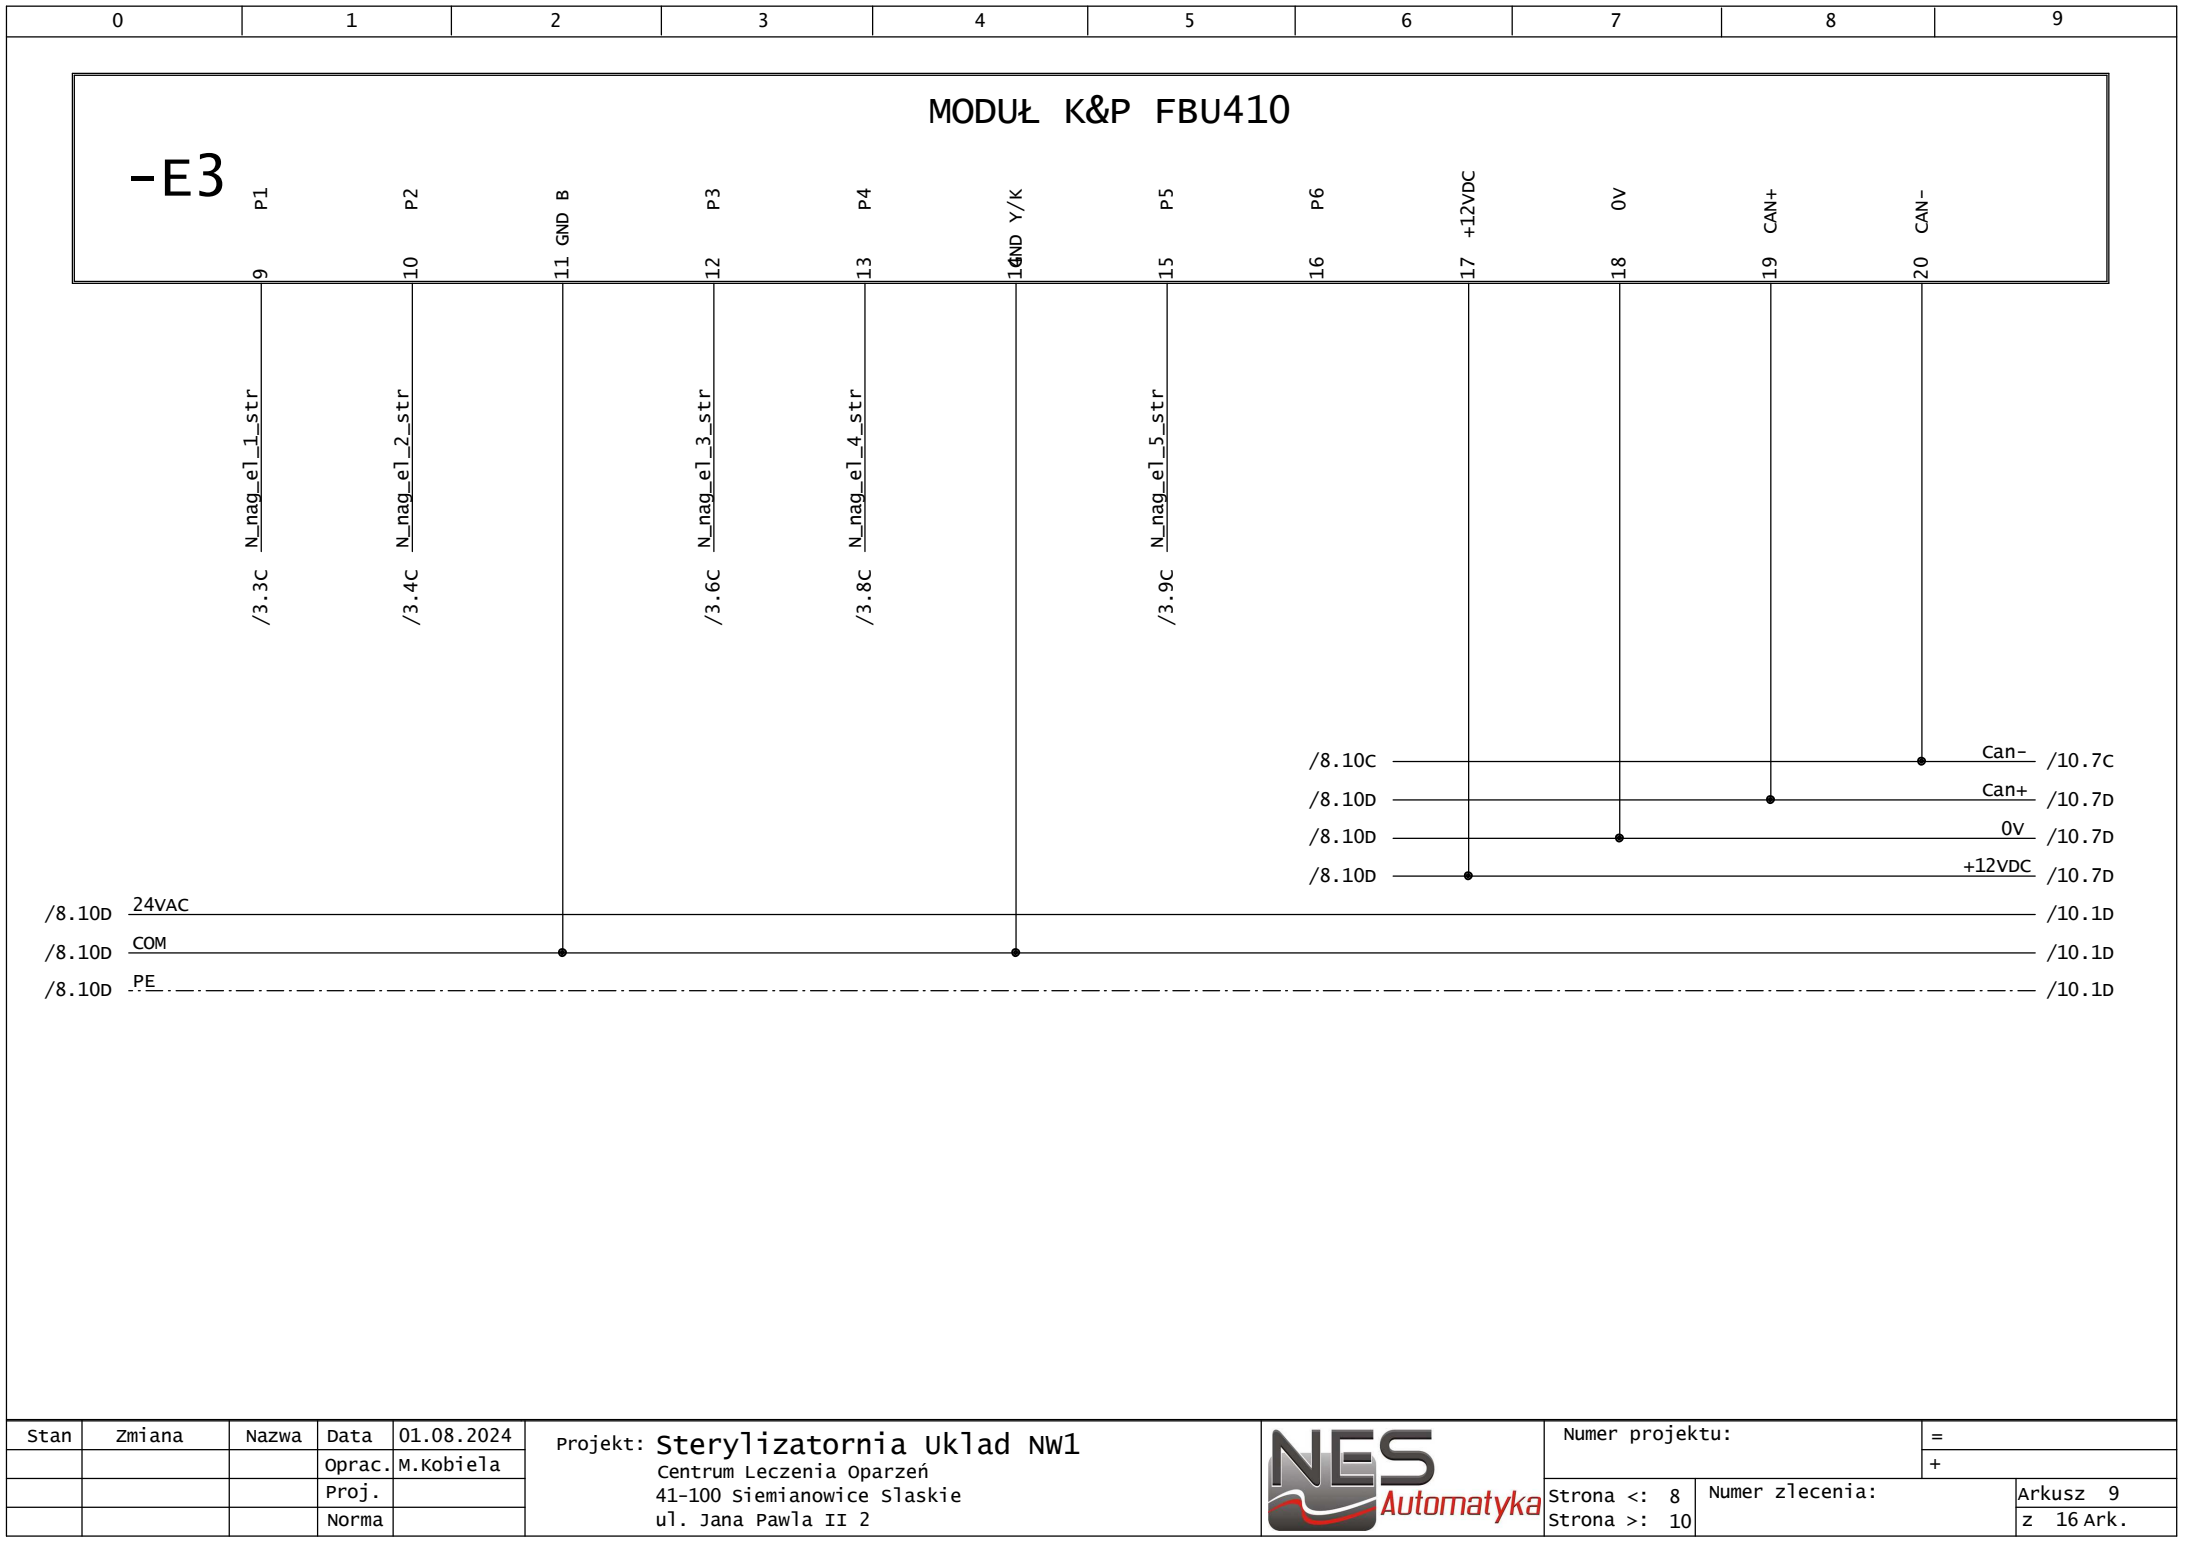 0 1 2 3 4 5 6 7 8 9
MODUŁ K&P FBU410
-E3
P1 P2 GND B P3 P4 GND Y/K P5 P6 +12VDC 0V CAN+ CAN-
9 10 11 12 13 14 15 16 17 18 19 20
N_nag_el_1_str
N_nag_el_2_str
N_nag_el_3_str
N_nag_el_4_str
N_nag_el_5_str
/3.3C /3.4C /3.6C /3.8C /3.9C
/8.10C Can- /10.7C
/8.10D Can+ /10.7D
/8.10D 0V /10.7D
/8.10D +12VDC /10.7D
/8.10D 24VAC /10.1D
/8.10D COM /10.1D
/8.10D PE /10.1D
Stan Zmiana Nazwa Data 01.08.2024
Oprac. M.Kobiela
Proj.
Norma
Projekt: Sterylizatornia Uklad NW1
Centrum Leczenia Oparzeń
41-100 Siemianowice Slaskie
ul. Jana Pawla II 2
NES
Automatyka
Numer projektu:
=
+
Strona <: 8
Strona >: 10
Numer zlecenia:
Arkusz 9
z 16 Ark.